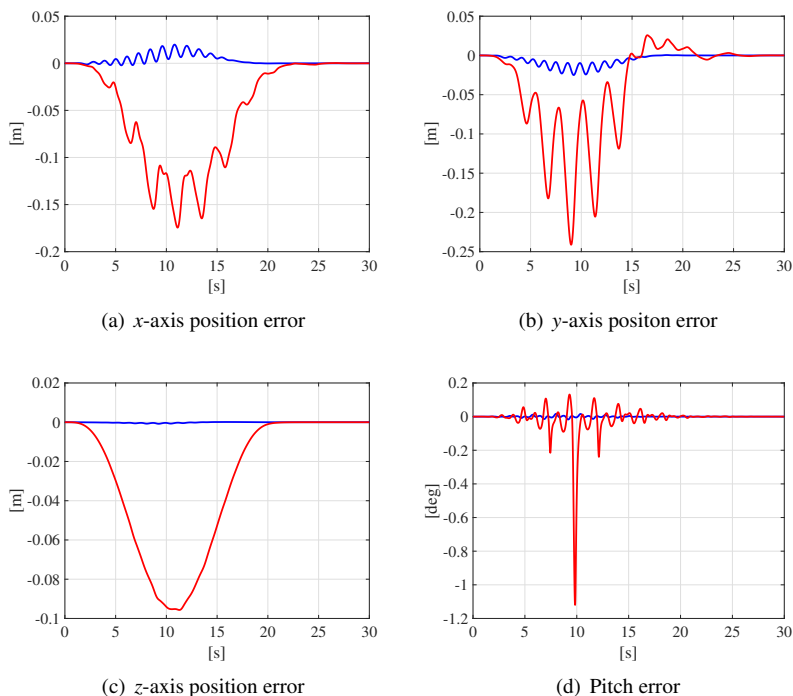 0.05
0
-0.05
-0.1
-0.15
-0.2
[m]
0 5 10 15 20 25 30
[s]
(a) x-axis position error
0.05
0
-0.05
-0.1
-0.15
-0.2
-0.25
[m]
0 5 10 15 20 25 30
[s]
(b) y-axis positon error
0.02
0
-0.02
-0.04
-0.06
-0.08
-0.1
[m]
0 5 10 15 20 25 30
[s]
(c) z-axis position error
0.2
0
-0.2
-0.4
-0.6
-0.8
-1
-1.2
[deg]
0 5 10 15 20 25 30
[s]
(d) Pitch error